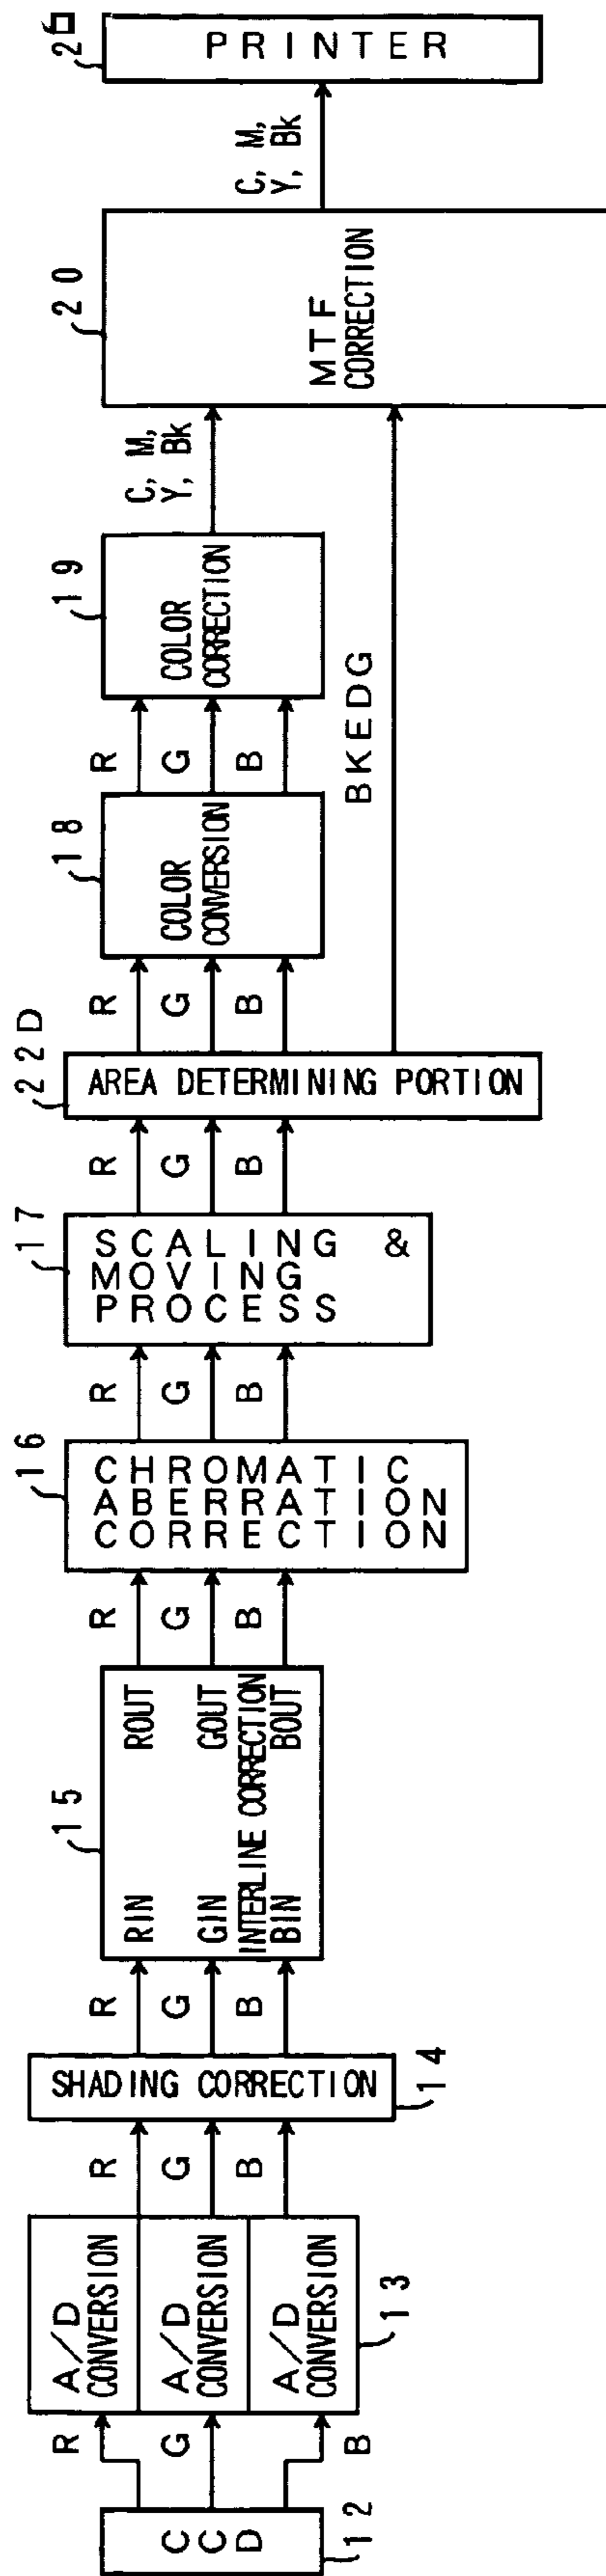 CCD
12
R
G
B
A/D
CONVERSION
A/D
CONVERSION
A/D
CONVERSION
13
R
G
B
SHADING CORRECTION
14
R
G
B
15
RIN
ROUT
GIN
GOUT
INTERLINE CORRECTION
BIN
BOUT
R
G
B
16
CHROMATIC
ABERRATION
CORRECTION
R
G
B
17
SCALING &
MOVING
PROCESS
R
G
B
22D
AREA DETERMINING PORTION
R
G
B
BKEDG
18
COLOR
CONVERSION
R
G
B
19
COLOR
CORRECTION
C, M,
Y, Bk
20
MTF
CORRECTION
C, M,
Y, Bk
PRINTER